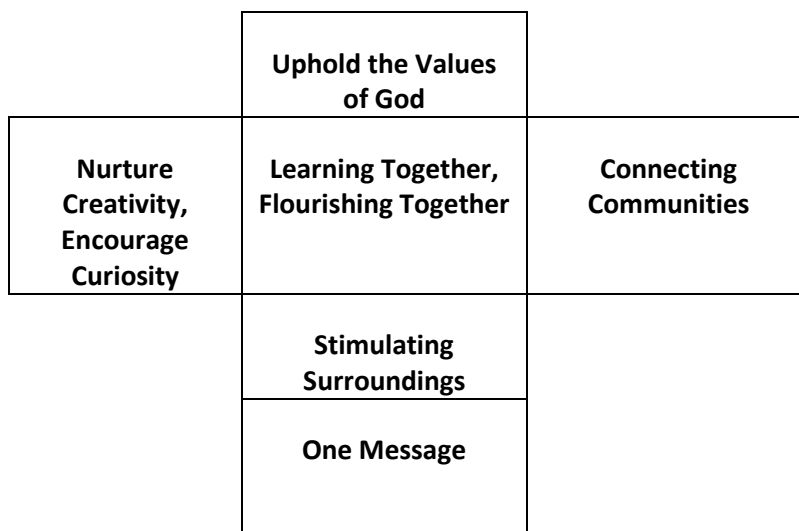 Uphold the Values
of God
Nurture
Creativity,
Encourage
Curiosity
Learning Together,
Flourishing Together
Connecting
Communities
Stimulating
Surroundings
One Message